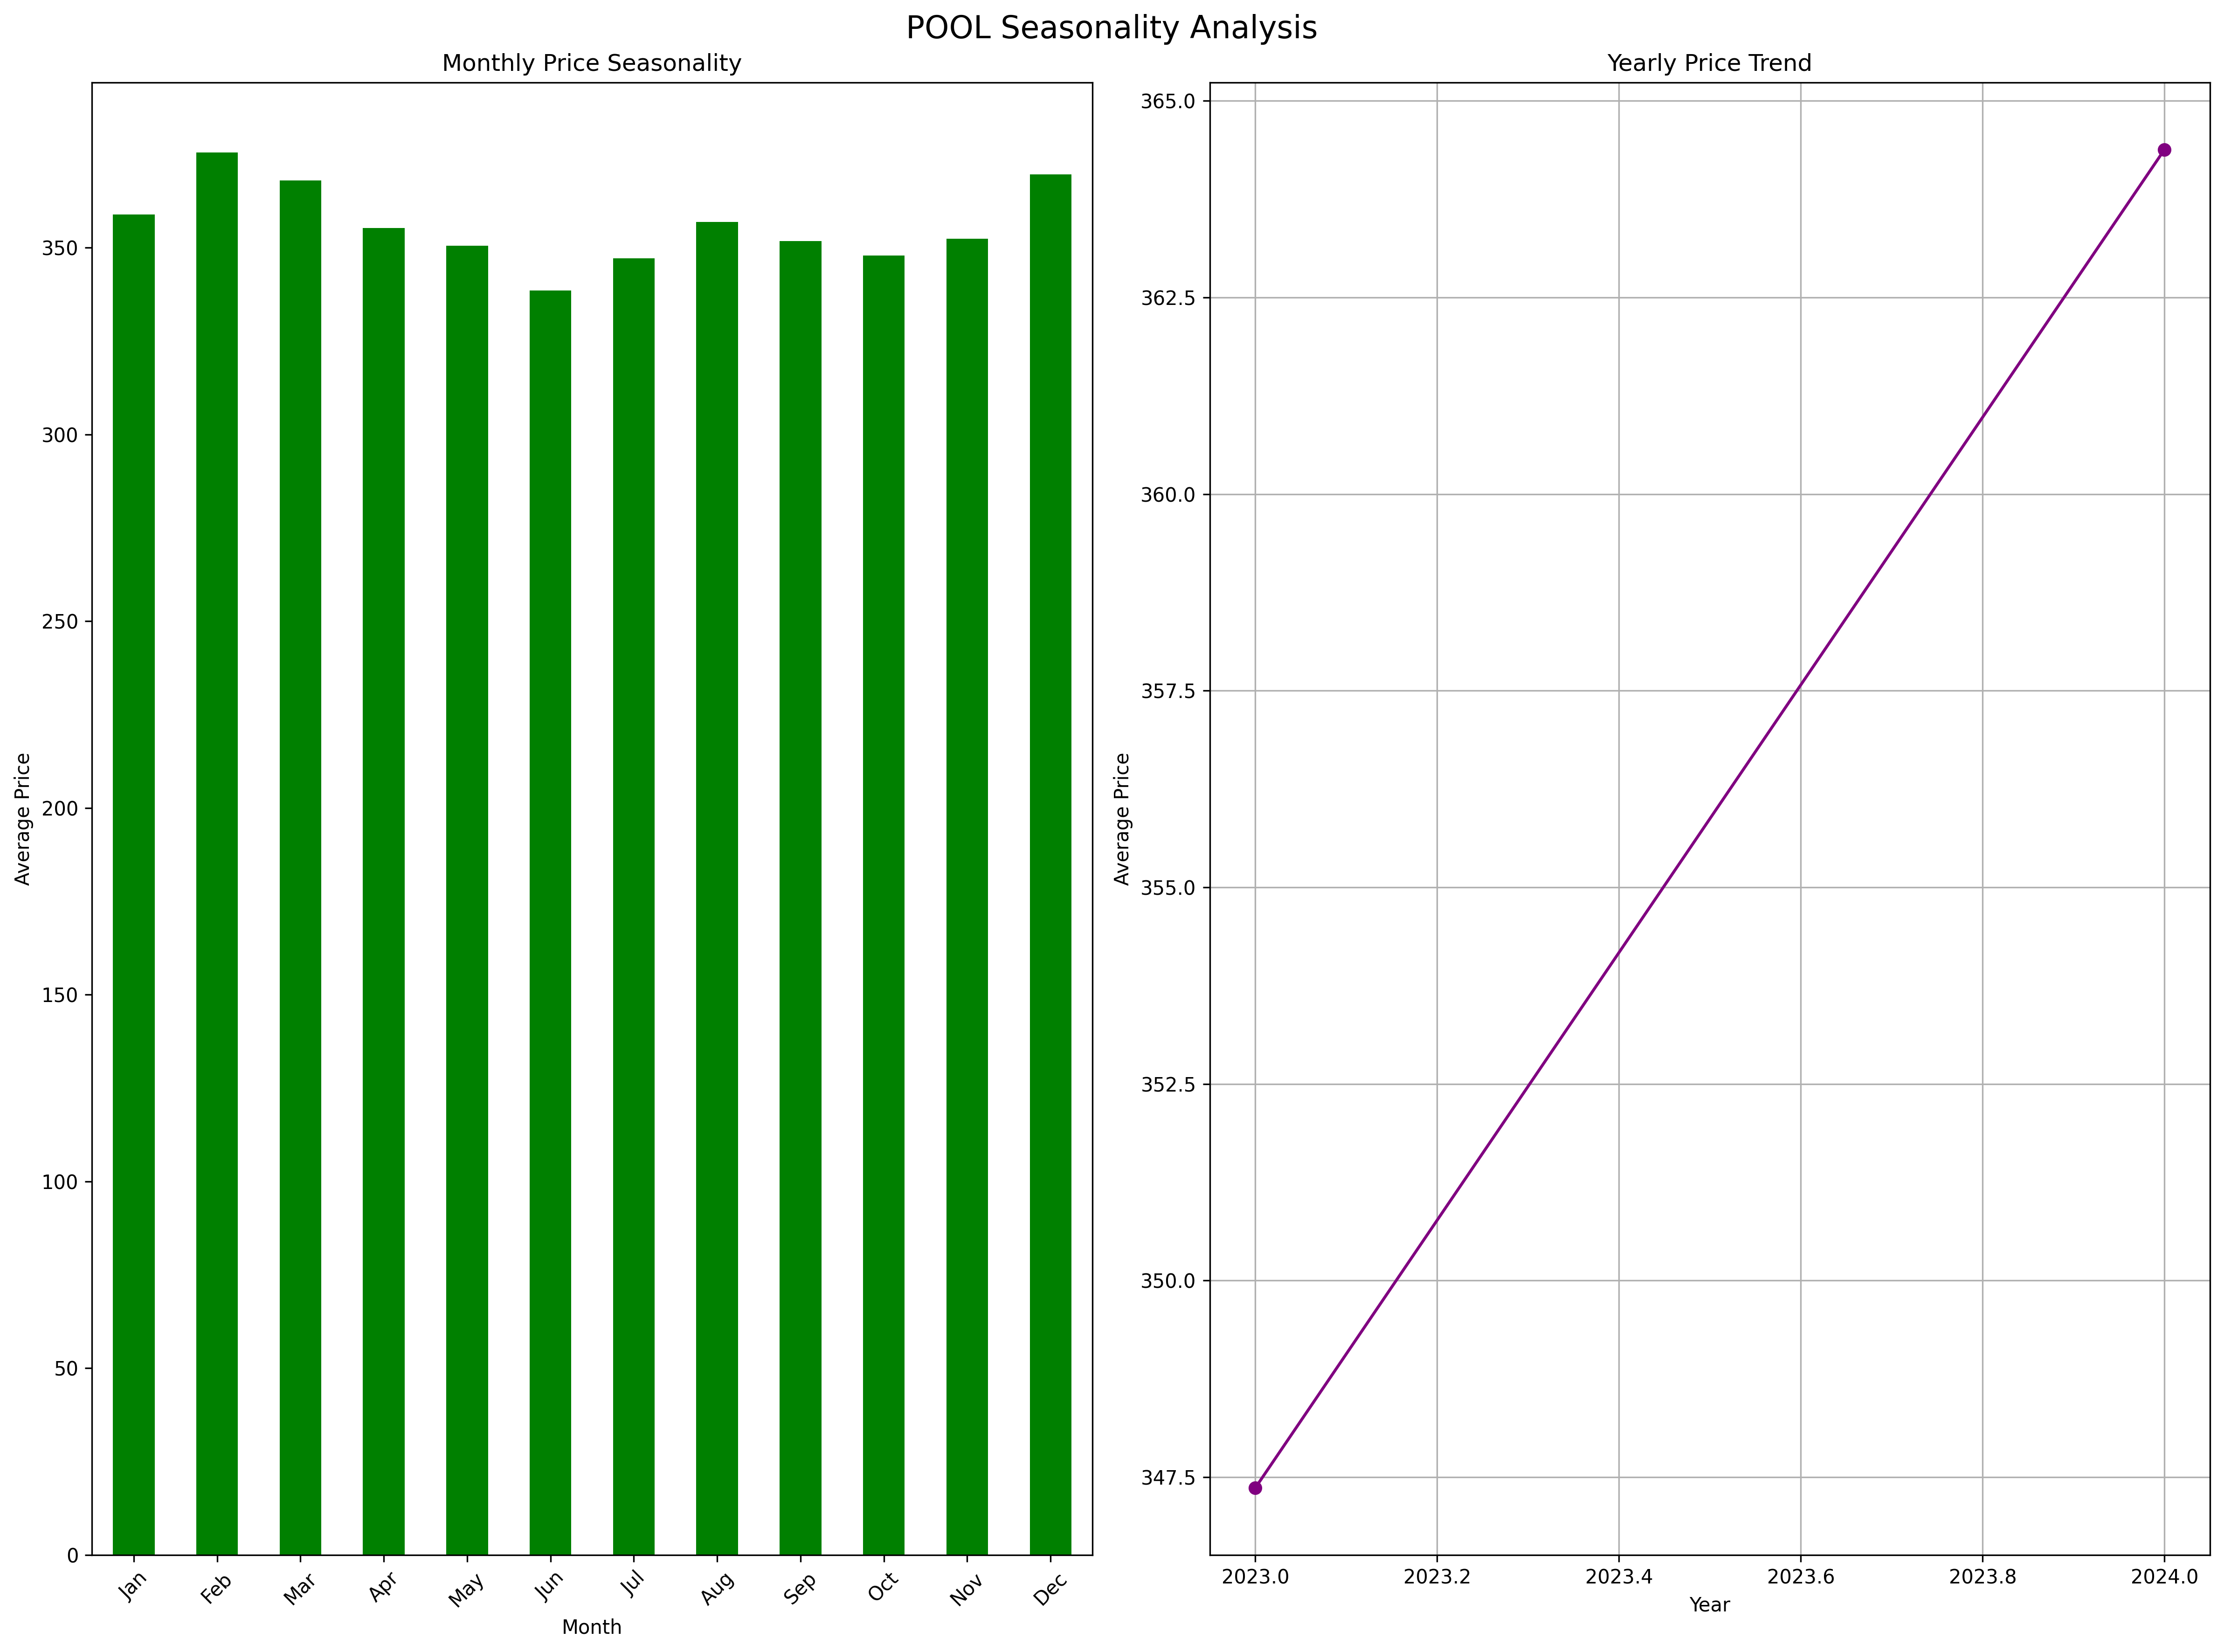 POOL Seasonality Analysis
Monthly Price Seasonality
Average Price
350
300
250
200
150
100
50
0
Jan
Feb
Mar
Apr
May
Jun
Jul
Aug
Sep
Oct
Nov
Dec
Month
Yearly Price Trend
Average Price
365.0
362.5
360.0
357.5
355.0
352.5
350.0
347.5
2023.0
2023.2
2023.4
2023.6
2023.8
2024.0
Year